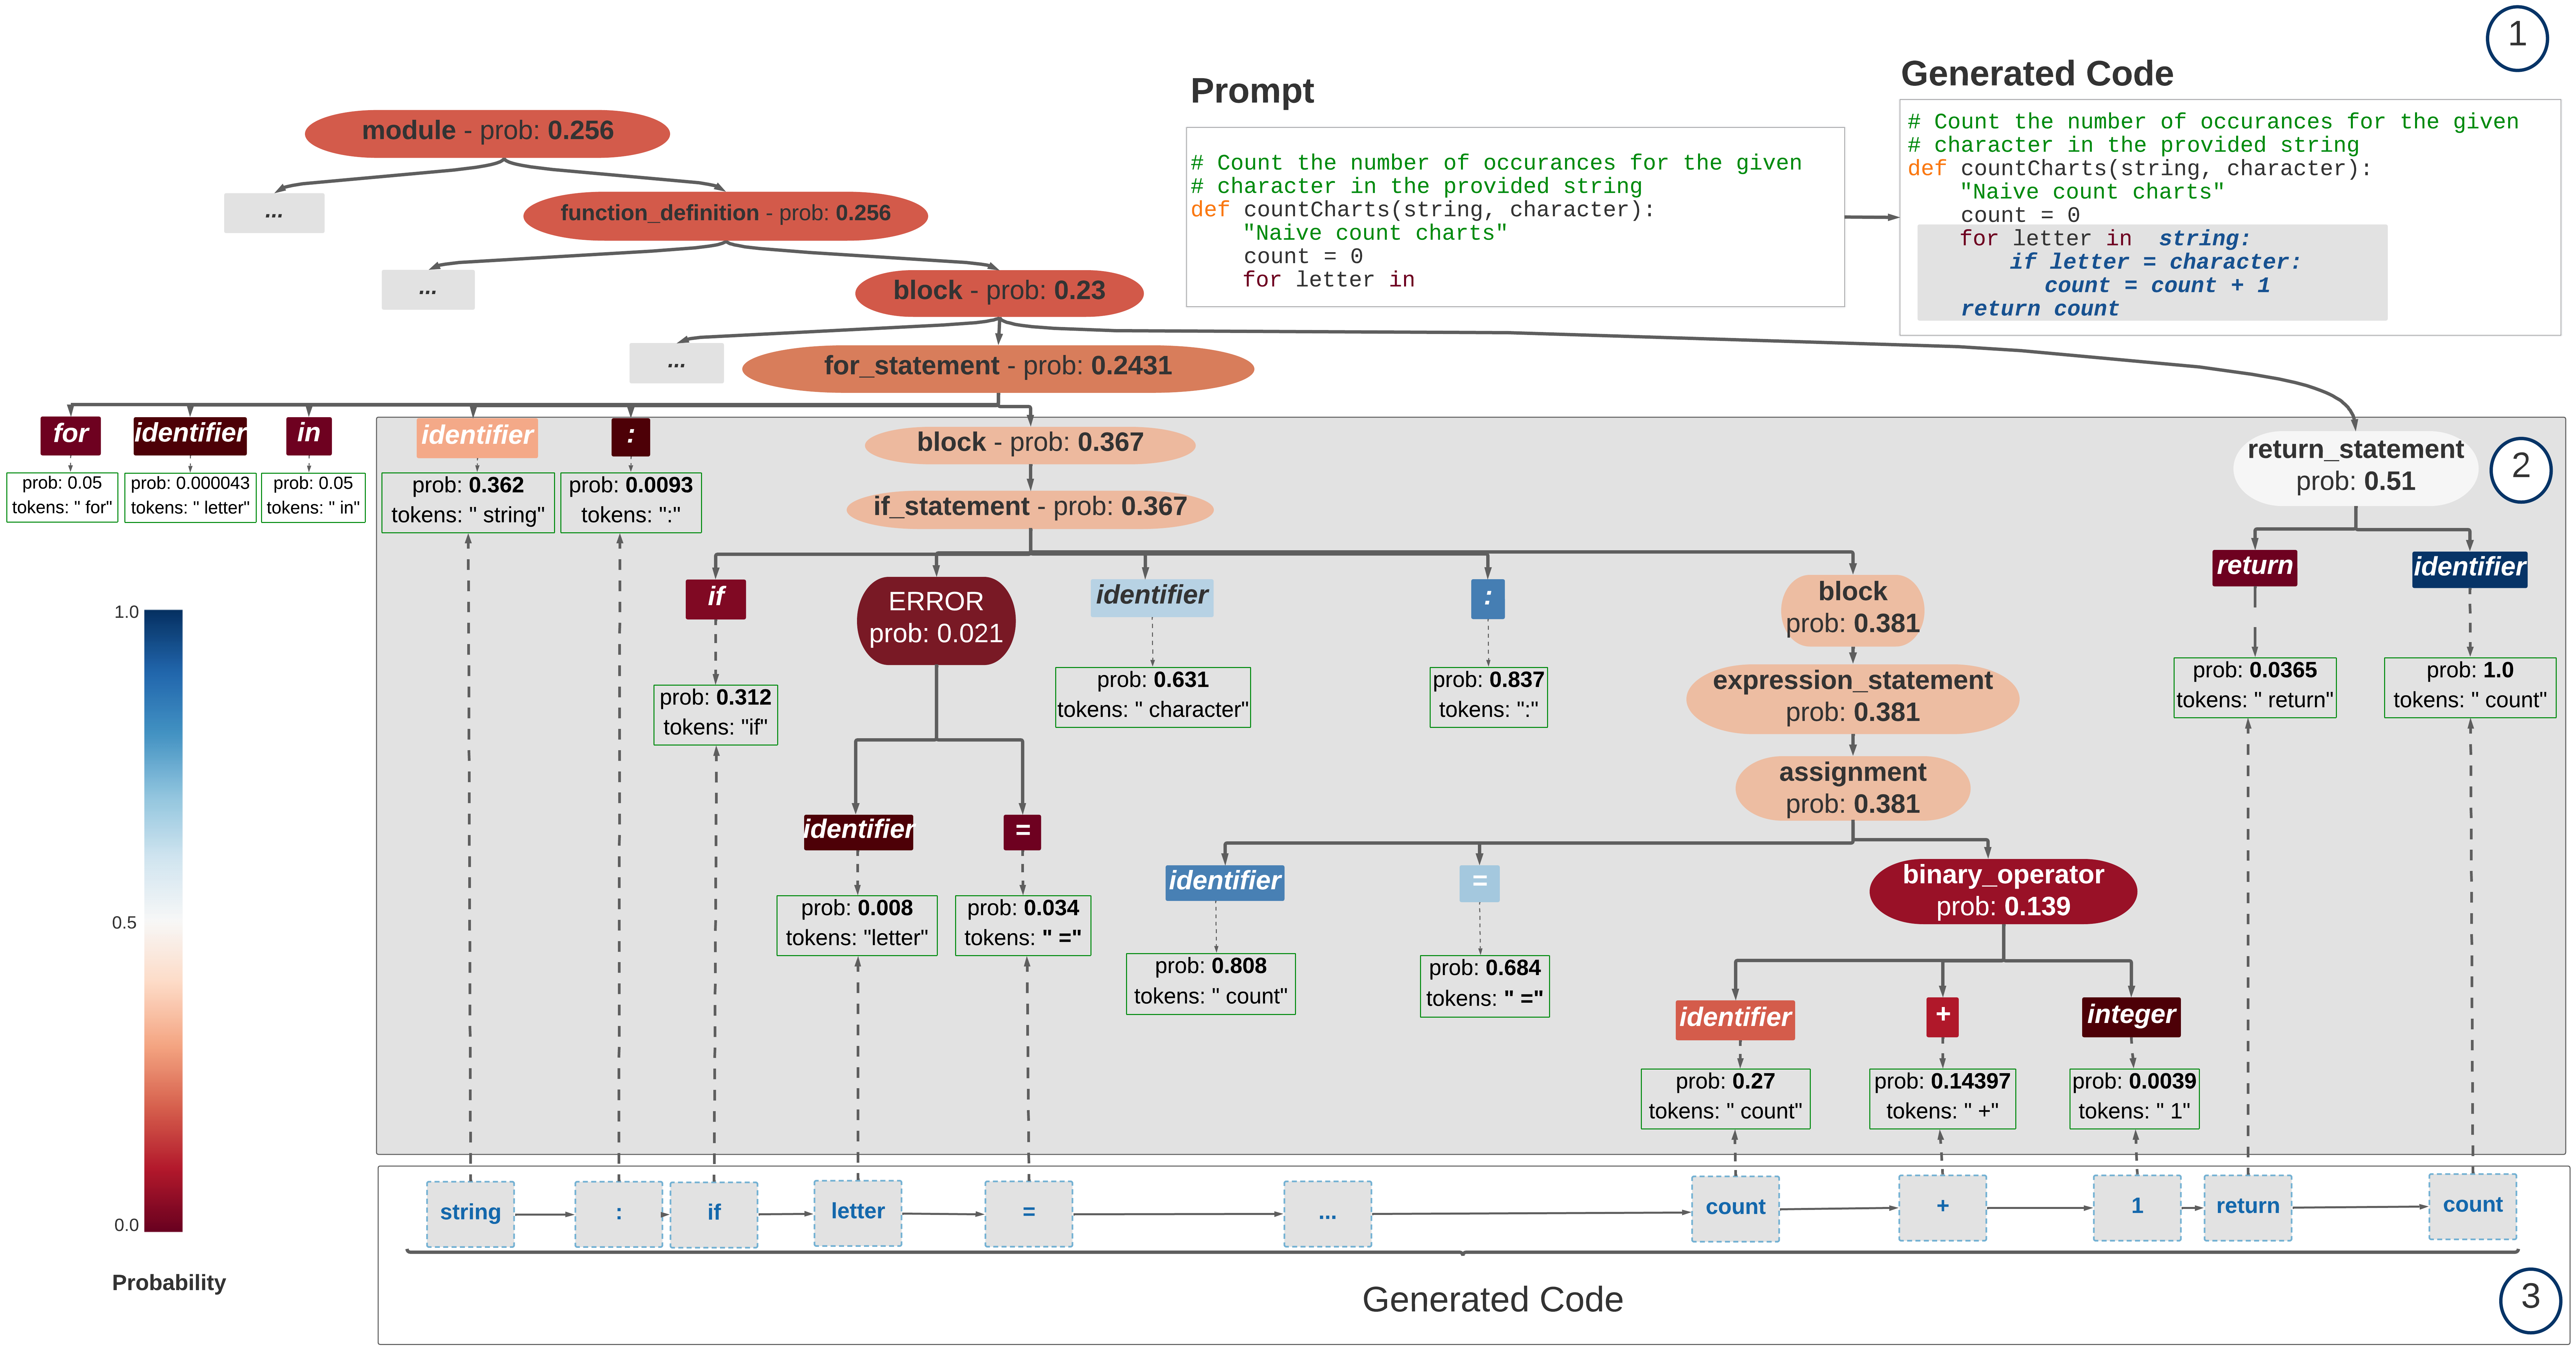 1
Prompt
Generated Code
# Count the number of occurances for the given
# character in the provided string
def countCharts(string, character):
"Naive count charts"
count = 0
for letter in
# Count the number of occurances for the given
# character in the provided string
def countCharts(string, character):
"Naive count charts"
count = 0
for letter in string:
if letter = character:
count = count + 1
return count
module - prob: 0.256
...
function_definition - prob: 0.256
...
block - prob: 0.23
...
for_statement - prob: 0.2431
for
identifier
in
identifier
:
prob: 0.05
tokens: " for"
prob: 0.000043
tokens: " letter"
prob: 0.05
tokens: " in"
prob: 0.362
tokens: " string"
prob: 0.0093
tokens: ":"
block - prob: 0.367
if_statement - prob: 0.367
return_statement
prob: 0.51
2
if
ERROR
prob: 0.021
identifier
:
block
prob: 0.381
return
identifier
prob: 0.312
tokens: "if"
prob: 0.631
tokens: " character"
prob: 0.837
tokens: ":"
expression_statement
prob: 0.381
prob: 0.0365
tokens: " return"
prob: 1.0
tokens: " count"
assignment
prob: 0.381
identifier
=
prob: 0.008
tokens: "letter"
prob: 0.034
tokens: " ="
identifier
=
binary_operator
prob: 0.139
prob: 0.808
tokens: " count"
prob: 0.684
tokens: " ="
identifier
+
integer
prob: 0.27
tokens: " count"
prob: 0.14397
tokens: " +"
prob: 0.0039
tokens: " 1"
1.0
0.5
0.0
Probability
string
:
if
letter
=
...
count
+
1
return
count
Generated Code
3